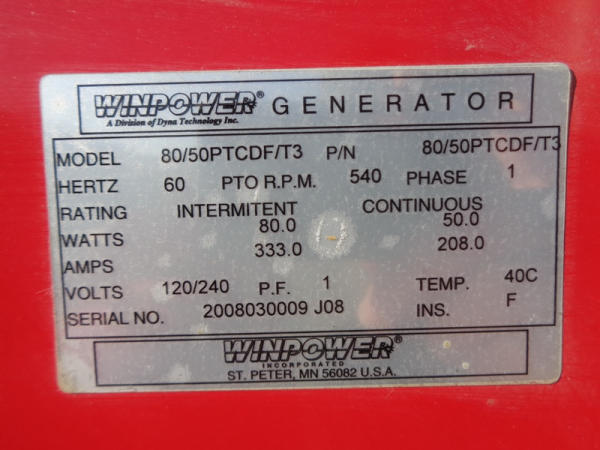 WINPOWER® GENERATOR
A Division of Dyna Technology Inc.
MODEL 80/50PTCDF/T3 P/N 80/50PTCDF/T3
HERTZ 60 PTO R.P.M. 540 PHASE 1
RATING INTERMITENT CONTINUOUS
WATTS 80.0 50.0
AMPS 333.0 208.0
VOLTS 120/240 P.F. 1 TEMP. 40C
SERIAL NO. 2008030009 J08 INS. F
WINPOWER®
INCORPORATED
ST. PETER, MN 56082 U.S.A.